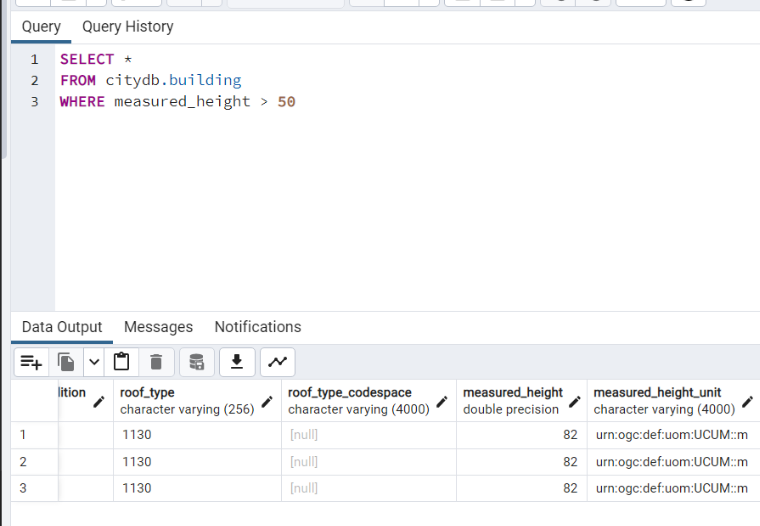 Query Query History
1 SELECT *
2 FROM citydb.building
3 WHERE measured_height > 50
Data Output Messages Notifications
lition roof_type roof_type_codespace measured_height measured_height_unit
character varying (256) character varying (4000) double precision character varying (4000)
1 1130 [null] 82 urn:ogc:def:uom:UCUM::m
2 1130 [null] 82 urn:ogc:def:uom:UCUM::m
3 1130 [null] 82 urn:ogc:def:uom:UCUM::m